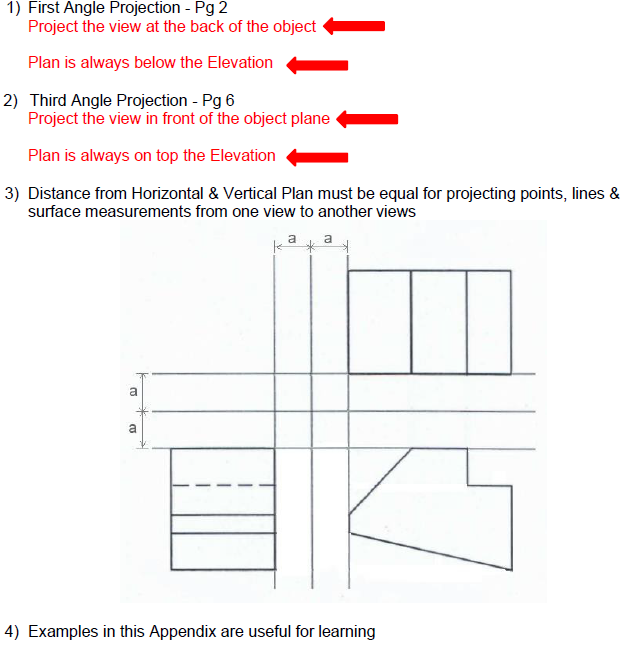 1) First Angle Projection - Pg 2
Project the view at the back of the object
Plan is always below the Elevation
2) Third Angle Projection - Pg 6
Project the view in front of the object plane
Plan is always on top the Elevation
3) Distance from Horizontal & Vertical Plan must be equal for projecting points, lines &
surface measurements from one view to another views
a a
a
a
4) Examples in this Appendix are useful for learning